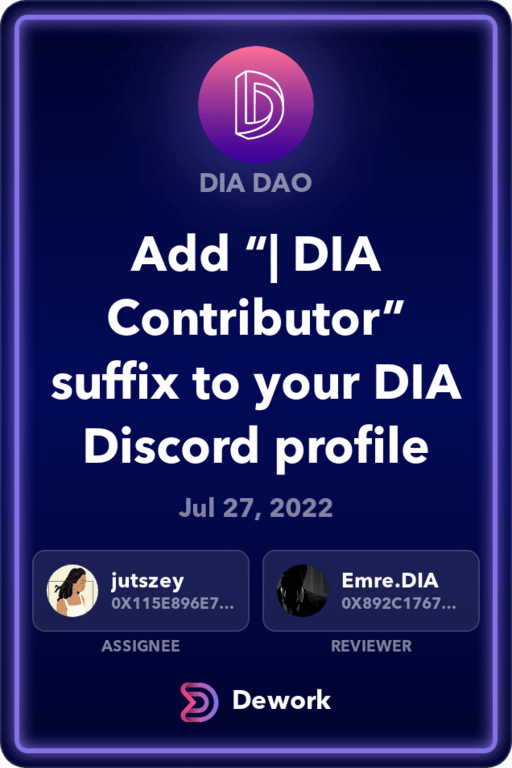 DIA DAO
Add “| DIA
Contributor”
suffix to your DIA
Discord profile
Jul 27, 2022
jutszey
0X115E896E7...
ASSIGNEE
Emre.DIA
0X892C1767...
REVIEWER
Dework